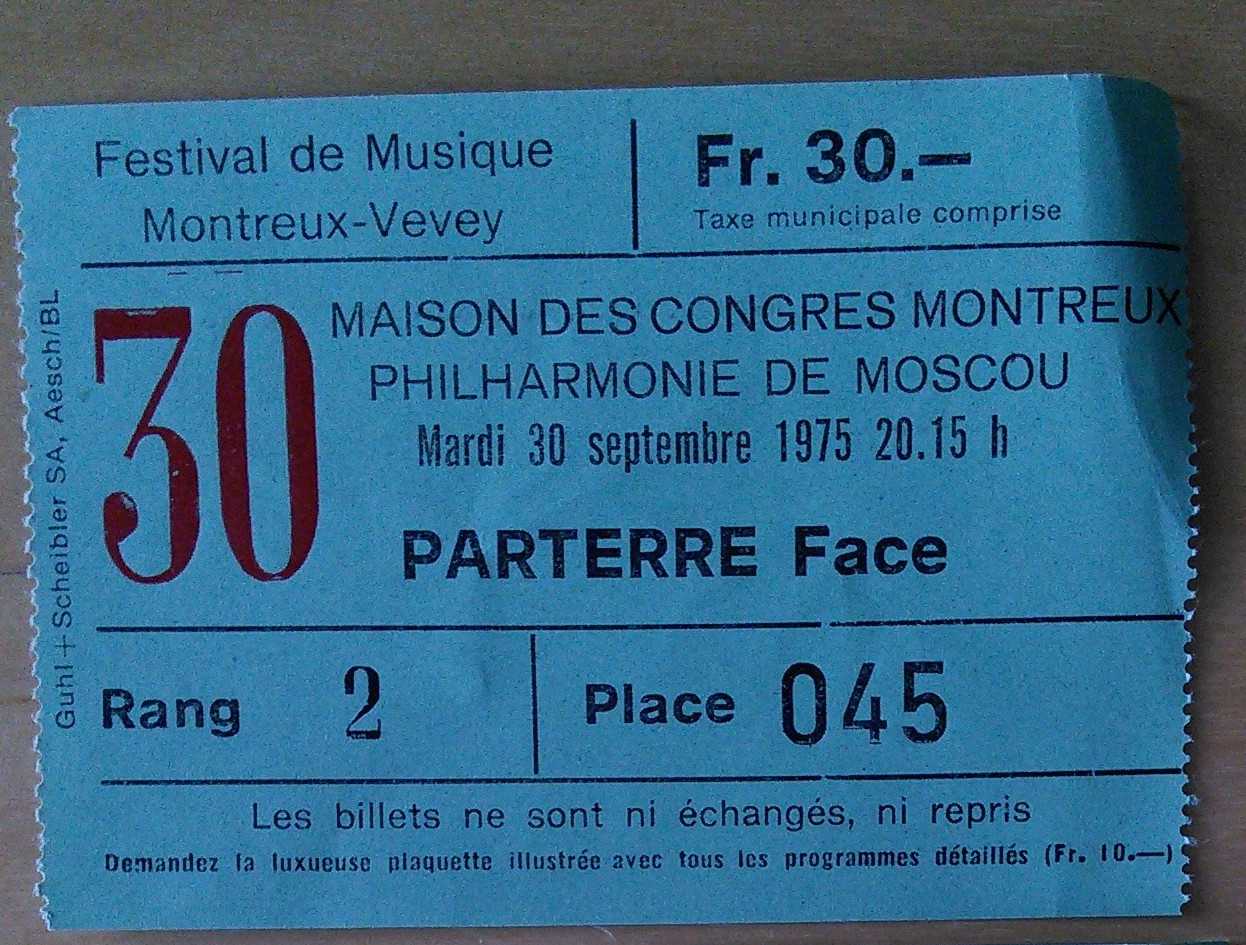 Festival de Musique
Montreux-Vevey
Fr. 30.—
Taxe municipale comprise
30
MAISON DES CONGRES MONTREUX
PHILHARMONIE DE MOSCOU
Mardi 30 septembre 1975 20.15 h
PARTERRE Face
Rang 2
Place 045
Les billets ne sont ni échangés, ni repris
Demandez la luxueuse plaquette illustrée avec tous les programmes détaillés (Fr. 10.—)
Guhl + Scheibler SA, Aesch/BL